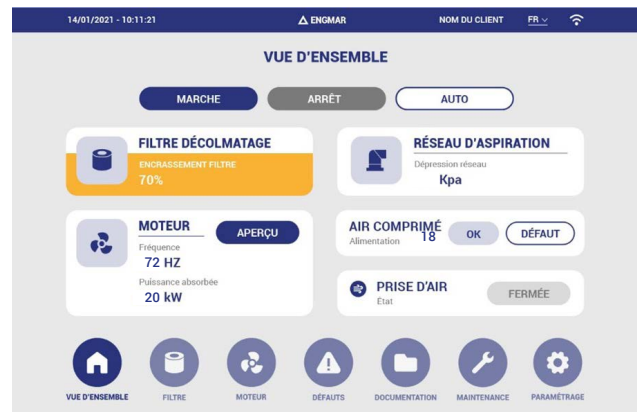 14/01/2021 - 10:11:21
ENGMAR
NOM DU CLIENT
FR
VUE D'ENSEMBLE
MARCHE
ARRÊT
AUTO
FILTRE DÉCOLMATAGE
ENCRASSEMENT FILTRE
70%
RÉSEAU D'ASPIRATION
Dépression réseau
Kpa
MOTEUR
APERÇU
Fréquence
72 HZ
Puissance absorbée
20 kW
AIR COMPRIMÉ
Alimentation
18
OK
DÉFAUT
PRISE D'AIR
État
FERMÉE
VUE D'ENSEMBLE
FILTRE
MOTEUR
DÉFAUTS
DOCUMENTATION
MAINTENANCE
PARAMÉTRAGE